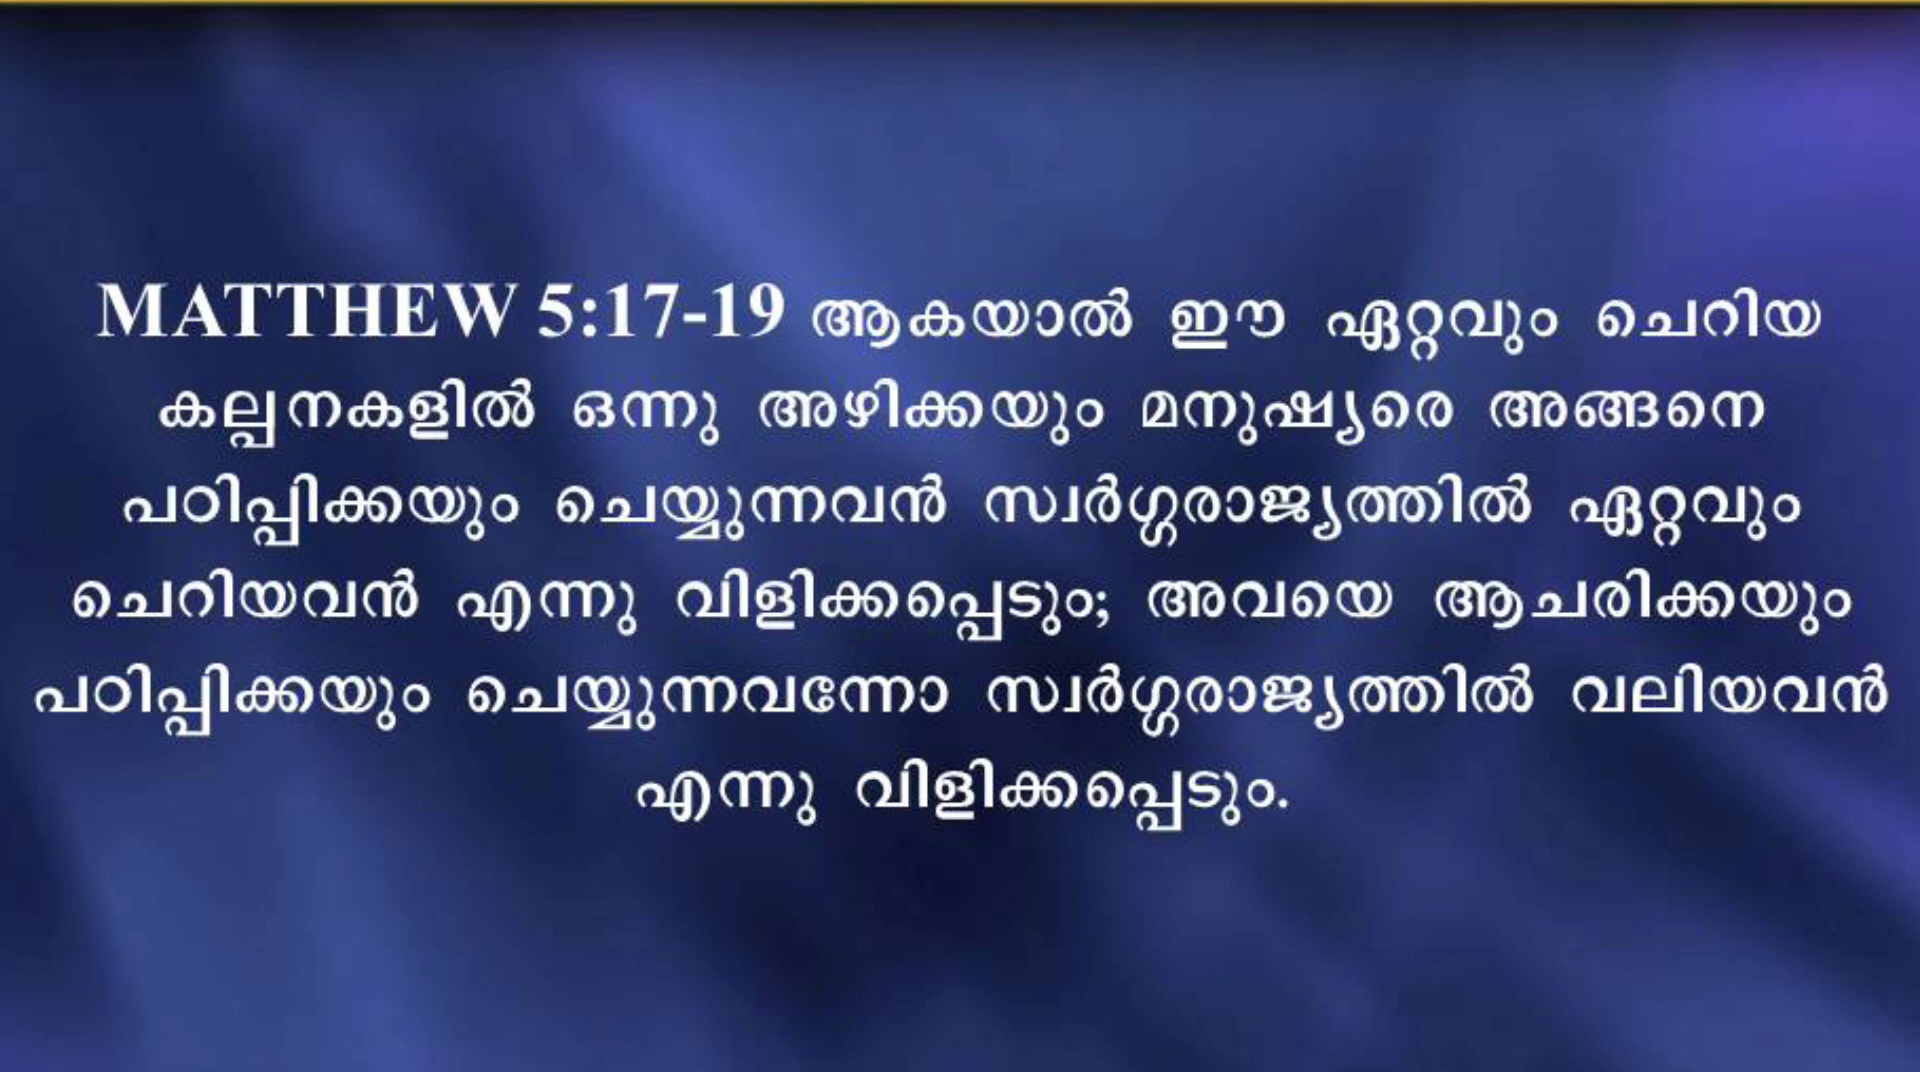 MATTHEW 5:17-19 ആകയാൽ ഈ ഏറ്റവും ചെറിയ
കല്പനകളിൽ ഒന്നു അഴിക്കയും മനുഷ്യരെ അങ്ങനെ
പഠിപ്പിക്കയും ചെയ്യുന്നവൻ സ്വർഗ്ഗരാജ്യത്തിൽ ഏറ്റവും
ചെറിയവൻ എന്നു വിളിക്കപ്പെടും; അവയെ ആചരിക്കയും
പഠിപ്പിക്കയും ചെയ്യുന്നവന്നോ സ്വർഗ്ഗരാജ്യത്തിൽ വലിയവൻ
എന്നു വിളിക്കപ്പെടും.